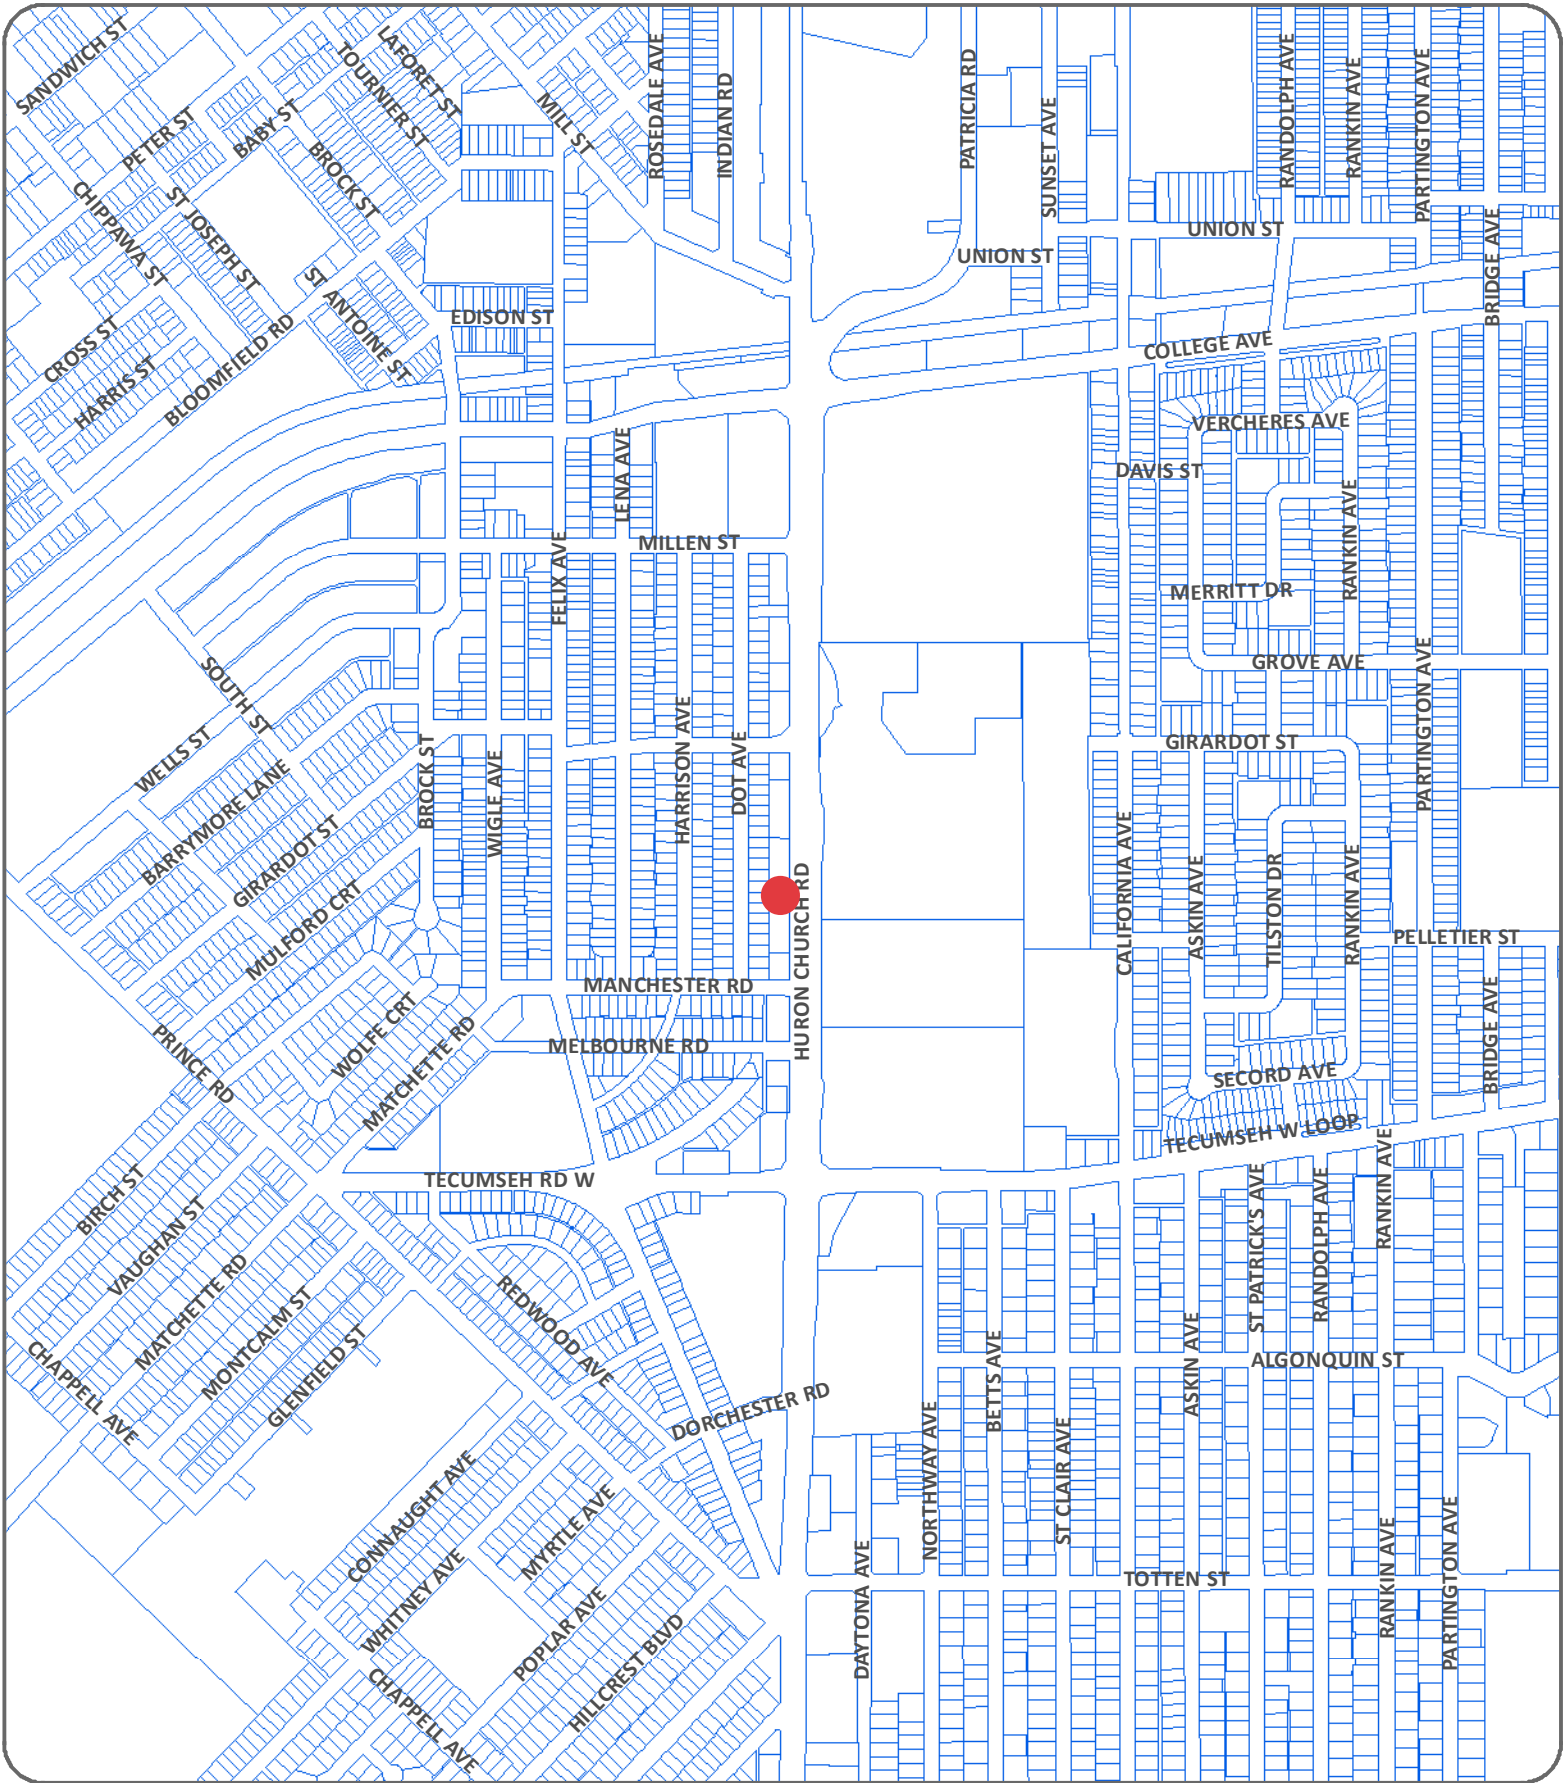 SANDWICH ST
LAFORET ST
TOURNIER ST
ROSEDALE AVE
INDIAN RD
PATRICIA RD
SUNSET AVE
RANDOLPH AVE
RANKIN AVE
PARTINGTON AVE
PETER ST
BABY ST
MILL ST
BROCK ST
CHIPPAWA ST
ST JOSEPH ST
UNION ST
UNION ST
BRIDGE AVE
ST ANTOINE ST
EDISON ST
CROSS ST
HARRIS ST
BLOOMFIELD RD
COLLEGE AVE
VERCHERES AVE
LENA AVE
DAVIS ST
RANKIN AVE
MILLEN ST
FELIX AVE
MERRITT DR
SOUTH ST
GROVE AVE
PARTINGTON AVE
WELLS ST
BROCK ST
WIGLE AVE
HARRISON AVE
DOT AVE
GIRARDOT ST
BARRYMORE LANE
GIRARDOT ST
MULFORD CRT
HURON CHURCH RD
CALIFORNIA AVE
ASKIN AVE
TILSTON DR
RANKIN AVE
PELLETIER ST
MANCHESTER RD
WOLFE CRT
MATCHETTE RD
MELBOURNE RD
PRINCE RD
BRIDGE AVE
SECORD AVE
TECUMSEH W LOOP
TECUMSEH RD W
BIRCH ST
VAUGHAN ST
MATCHETTE RD
MONTCALM ST
GLENFIELD ST
CHAPPELL AVE
REDWOOD AVE
ST PATRICK'S AVE
RANDOLPH AVE
RANKIN AVE
ASKIN AVE
ALGONQUIN ST
DORCHESTER RD
BETTS AVE
NORTHWAY AVE
ST CLAIR AVE
CONNAUGHT AVE
MYRTLE AVE
WHITNEY AVE
POPLAR AVE
HILLCREST BLVD
CHAPPELL AVE
DAYTONA AVE
TOTTEN ST
RANKIN AVE
PARTINGTON AVE